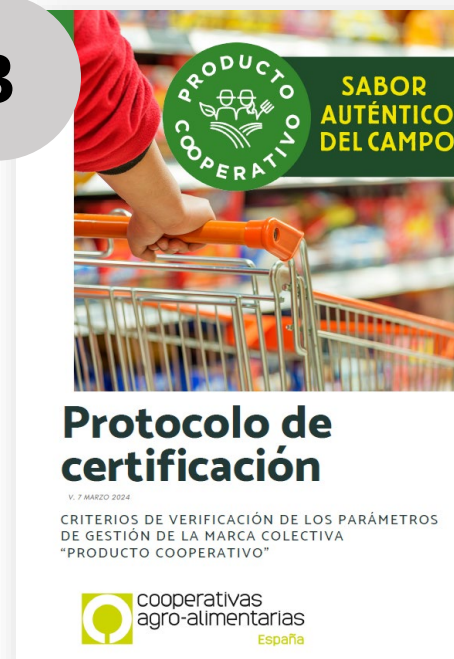 3
PRODUCTO
COOPERATIVO
SABOR
AUTÉNTICO
DEL CAMPO
Protocolo de
certificación
V. 7 MARZO 2024
CRITERIOS DE VERIFICACIÓN DE LOS PARÁMETROS
DE GESTIÓN DE LA MARCA COLECTIVA
“PRODUCTO COOPERATIVO”
cooperativas
agro-alimentarias
España